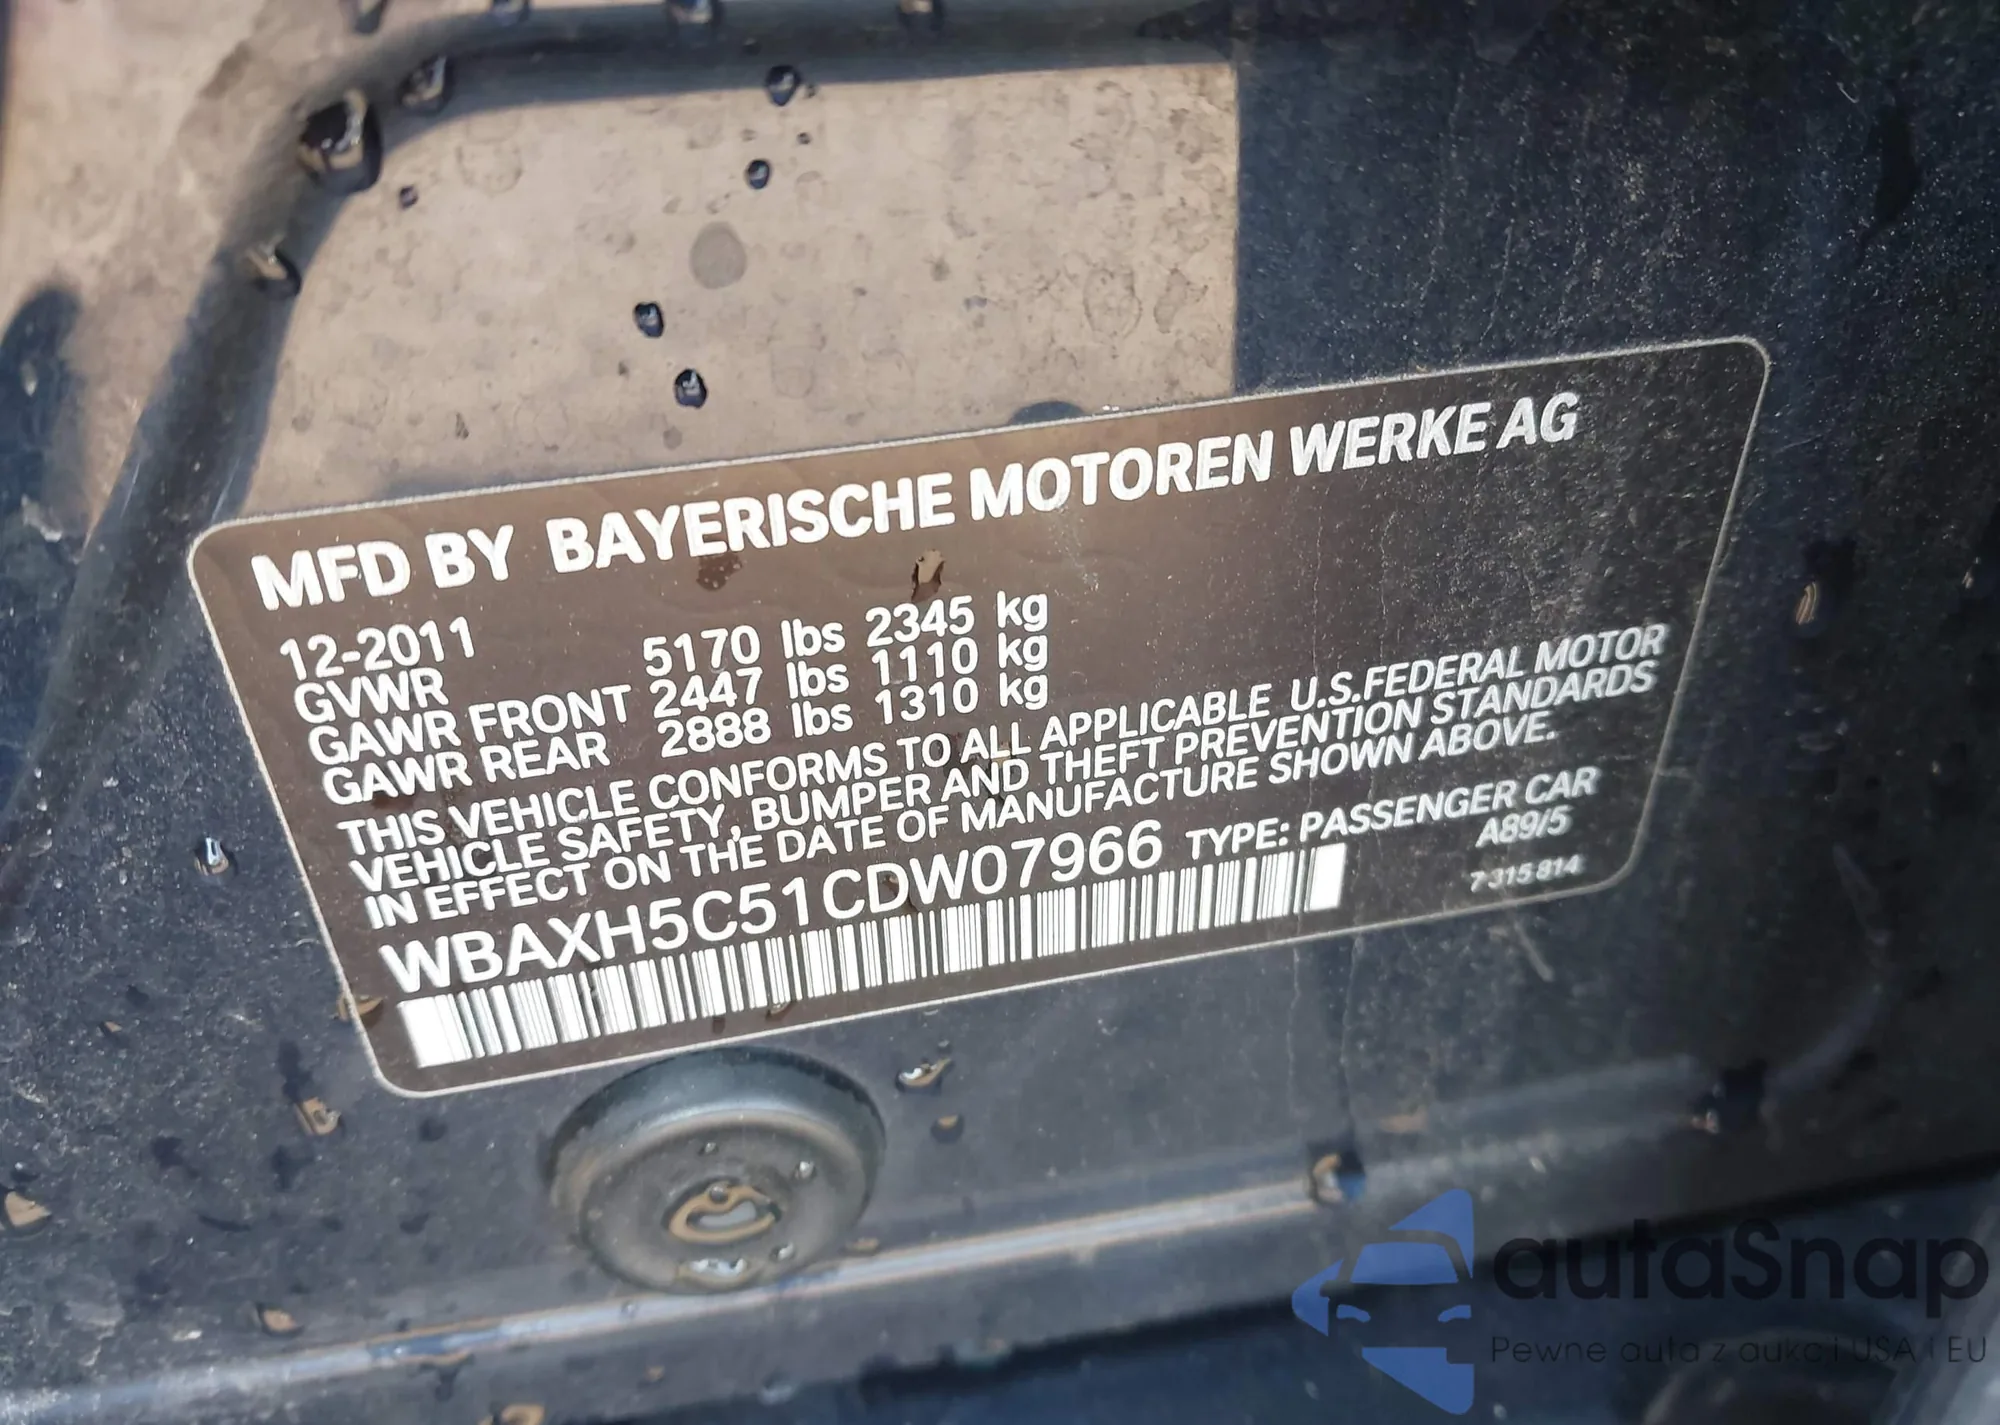 MFD BY BAYERISCHE MOTOREN WERKE AG
12-2011
GVWR 5170 lbs 2345 kg
GAWR FRONT 2447 lbs 1110 kg
GAWR REAR 2888 lbs 1310 kg
THIS VEHICLE CONFORMS TO ALL APPLICABLE U.S.FEDERAL MOTOR
VEHICLE SAFETY, BUMPER AND THEFT PREVENTION STANDARDS
IN EFFECT ON THE DATE OF MANUFACTURE SHOWN ABOVE.
WBAXH5C51CDW07966 TYPE: PASSENGER CAR
A89/5
7 315 814
autaSnap
Pewne auta z aukcji USA i EU